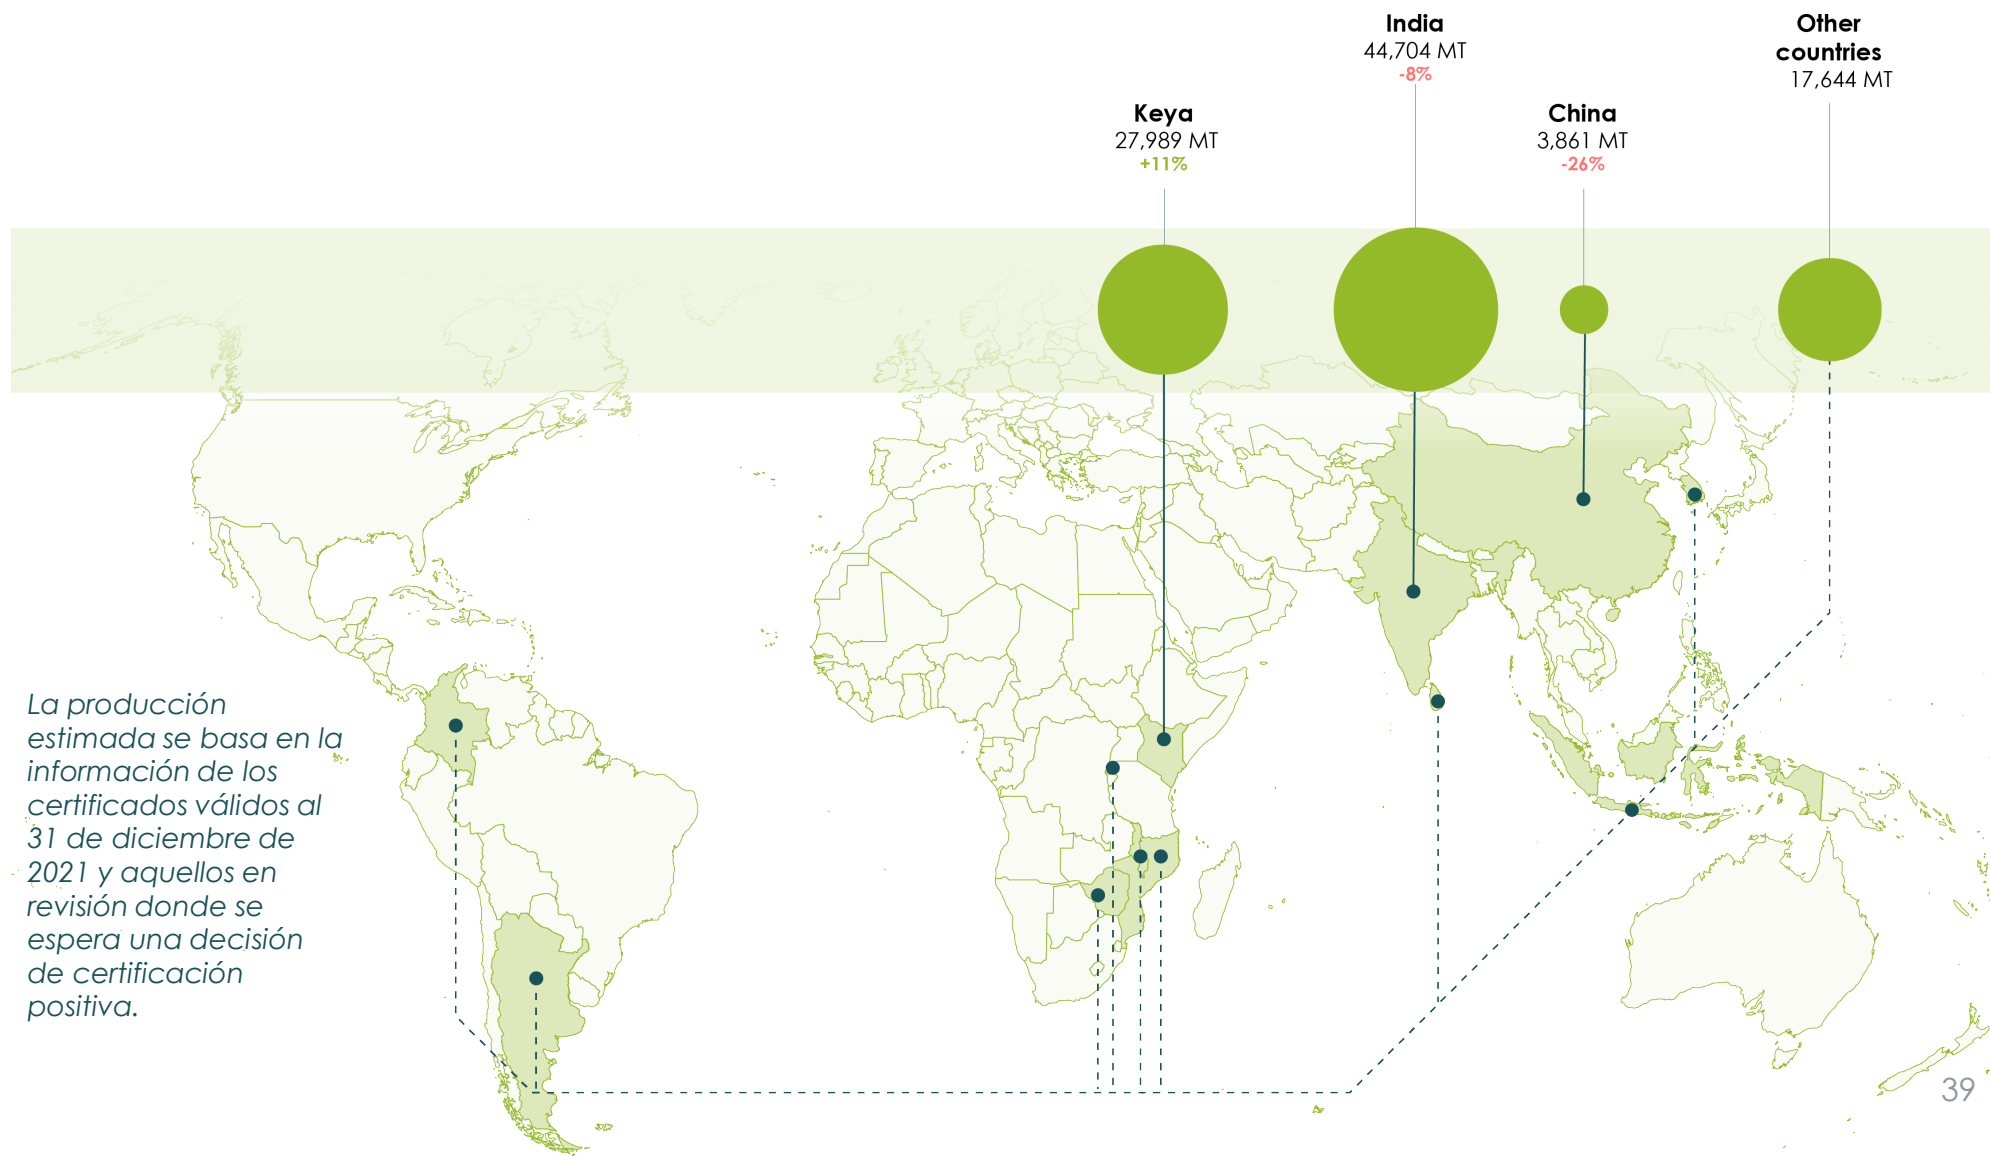 India
44,704 MT
-8%
Other
countries
17,644 MT
Keya
27,989 MT
+11%
China
3,861 MT
-26%
La producción
estimada se basa en la
información de los
certificados válidos al
31 de diciembre de
2021 y aquellos en
revisión donde se
espera una decisión
de certificación
positiva.
39